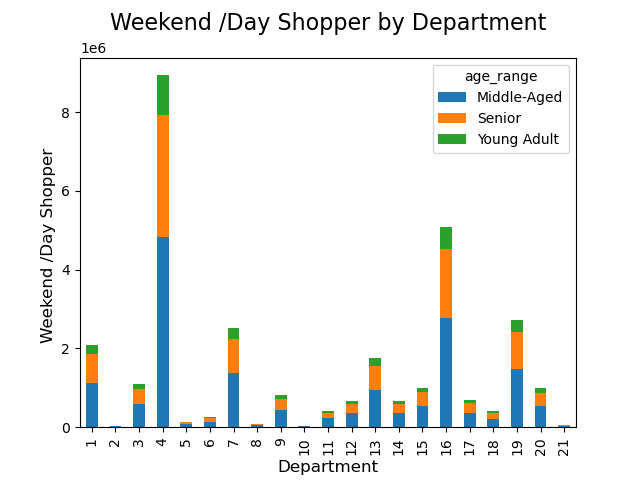 Weekend /Day Shopper by Department
1e6
age_range
Middle-Aged
Senior
Young Adult
8
6
4
2
0
Weekend /Day Shopper
1 2 3 4 5 6 7 8 9 10 11 12 13 14 15 16 17 18 19 20 21
Department